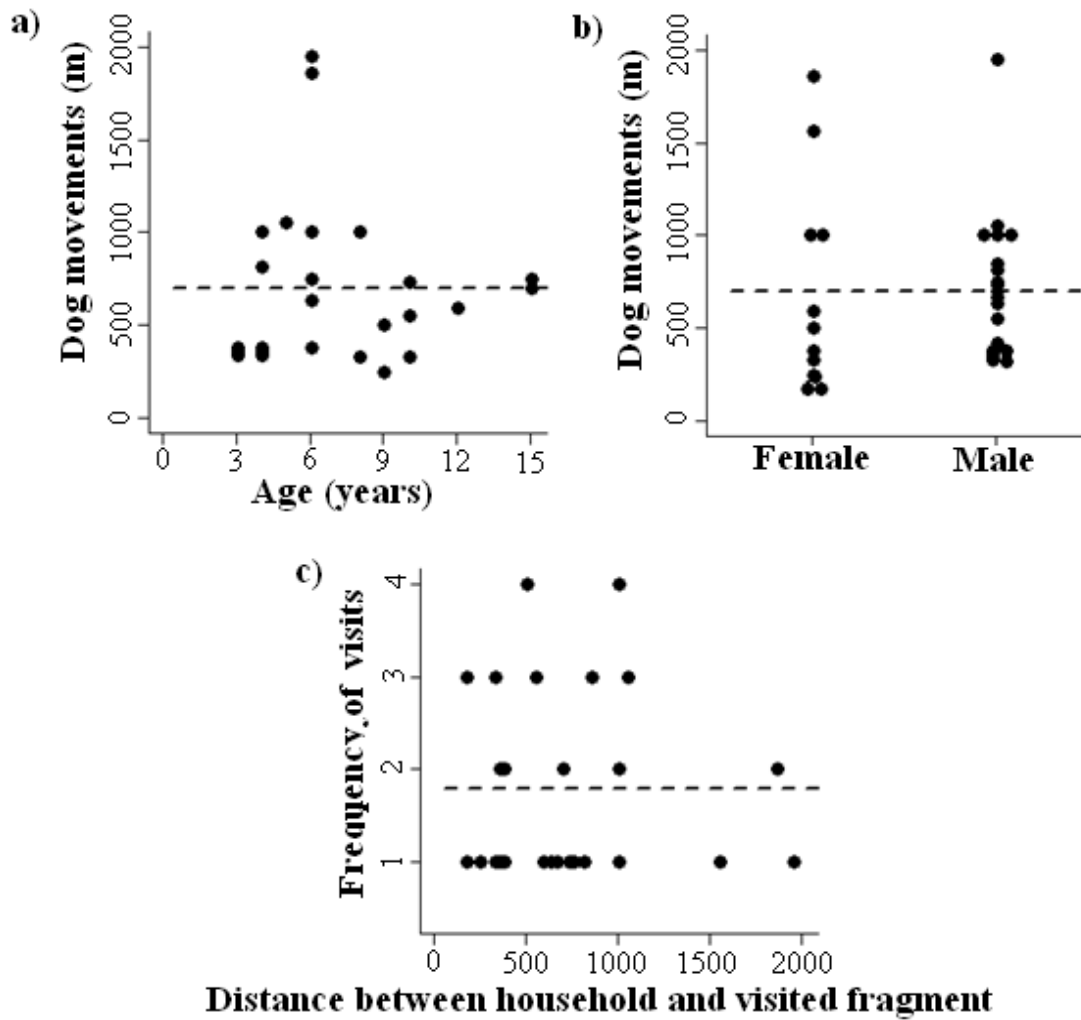 a)
Dog movements (m)
0 500 1000 1500 2000
0 3 6 9 12 15
Age (years)
b)
Dog movements (m)
0 500 1000 1500 2000
Female Male
c)
Frequency of visits
1 2 3 4
0 500 1000 1500 2000
Distance between household and visited fragment